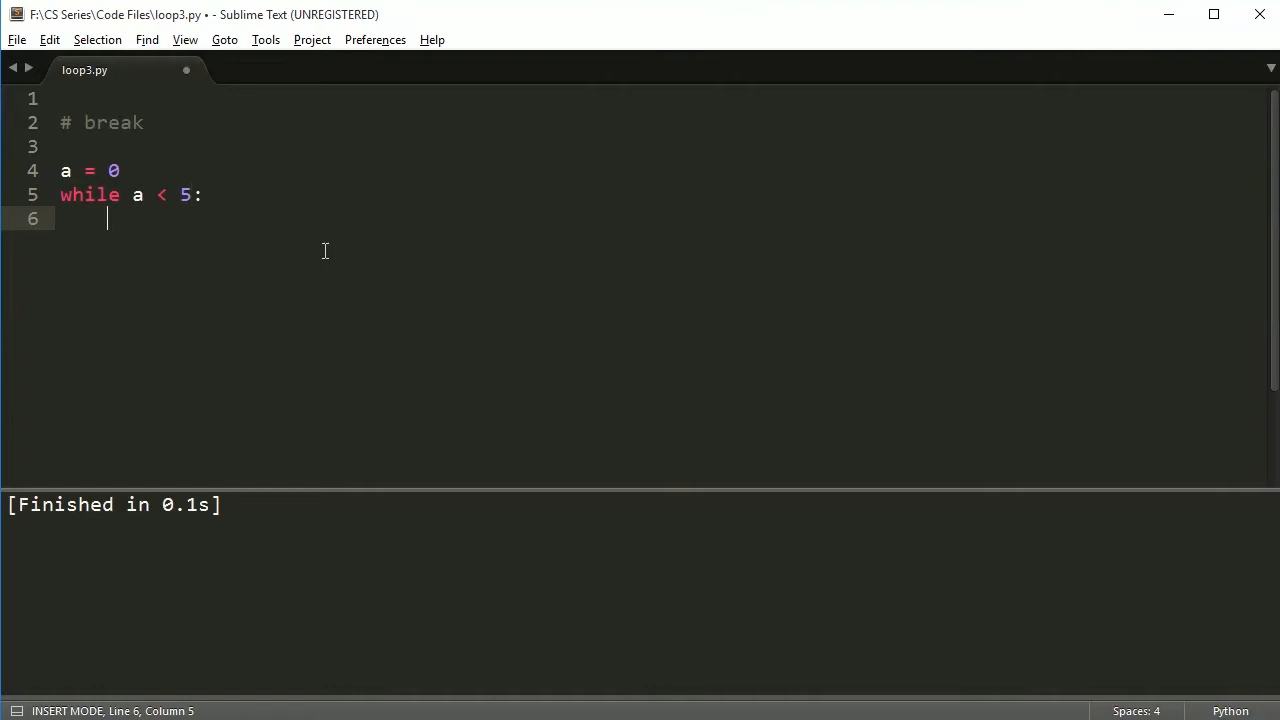 F:\CS Series\Code Files\loop3.py • - Sublime Text (UNREGISTERED)
File Edit Selection Find View Goto Tools Project Preferences Help
loop3.py
1
2 # break
3
4 a = 0
5 while a < 5:
6
[Finished in 0.1s]
INSERT MODE, Line 6, Column 5 Spaces: 4 Python